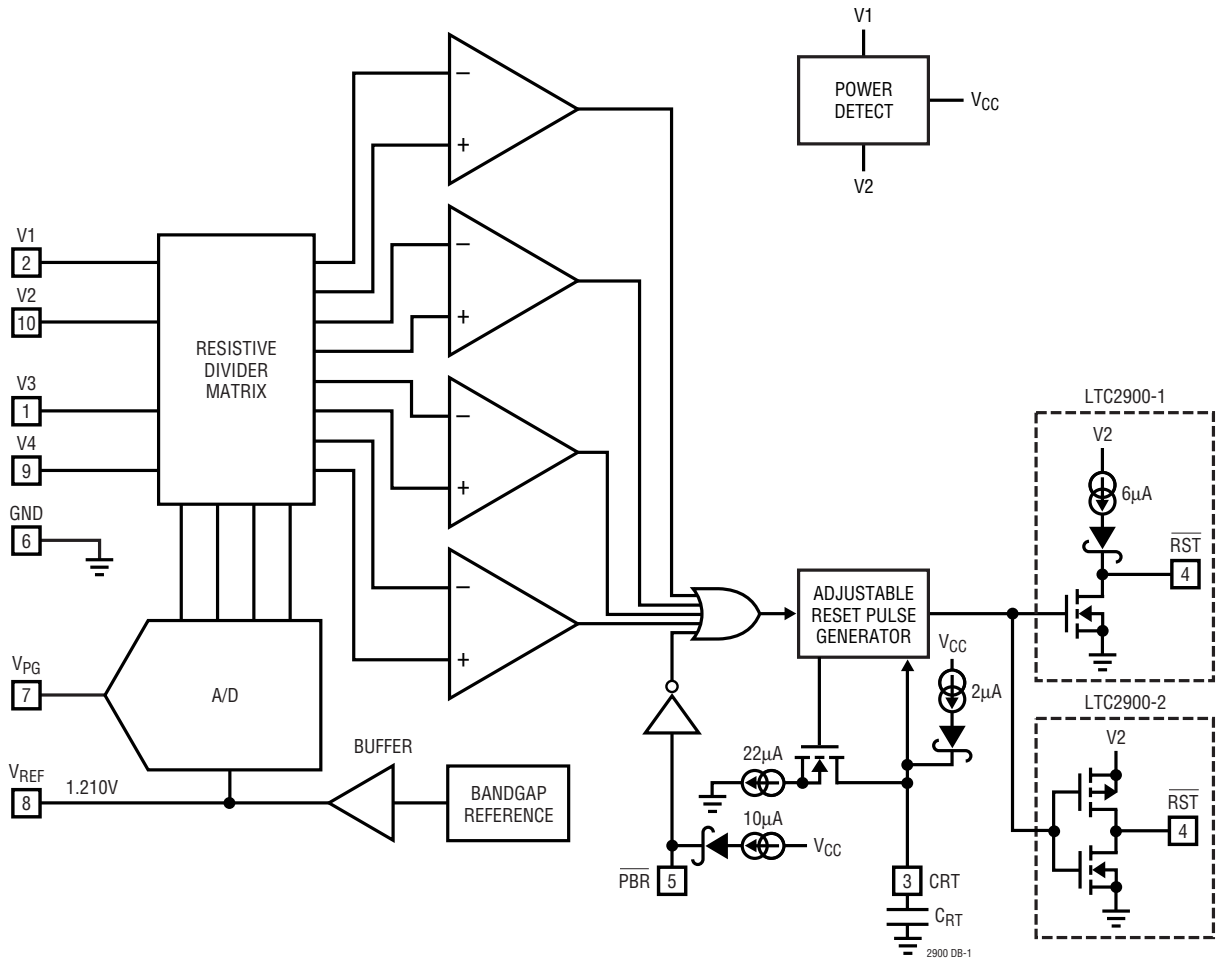 V1
POWER
DETECT
VCC
V2
−
+
−
+
−
+
−
+
V1
2
V2
10
V3
1
V4
9
GND
6
RESISTIVE
DIVIDER
MATRIX
VPG
7
A/D
VREF
8
1.210V
BUFFER
BANDGAP
REFERENCE
ADJUSTABLE
RESET PULSE
GENERATOR
VCC
2µA
22µA
10µA
VCC
PBR
5
3
CRT
CRT
LTC2900-1
V2
6µA
RST
4
LTC2900-2
V2
RST
4
2900 DB-1